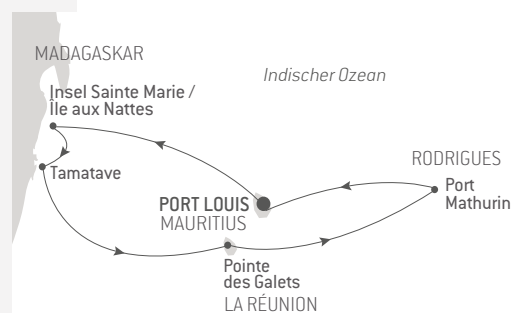 MADAGASKAR
Indischer Ozean
Insel Sainte Marie /
Île aux Nattes
Tamatave
RODRIGUES
Port
Mathurin
PORT LOUIS
MAURITIUS
Pointe
des Galets
LA RÉUNION